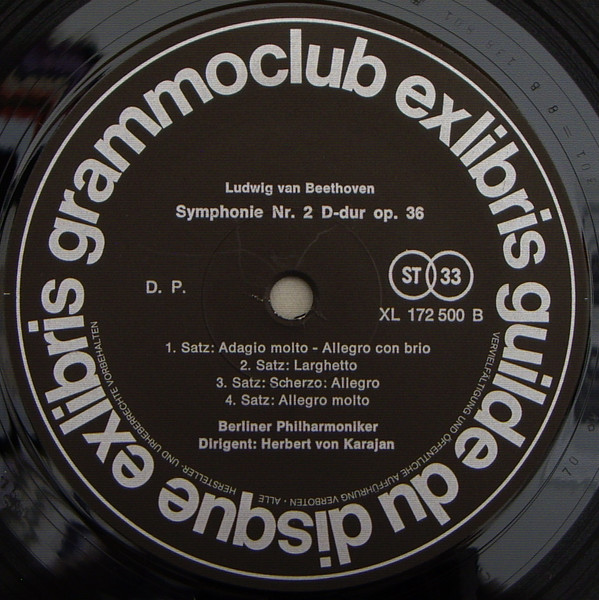 grammoclub exlibris guilde du disque exlibris
Ludwig van Beethoven
Symphonie Nr. 2 D-dur op. 36
D. P.
ST 33
XL 172 500 B
1. Satz: Adagio molto - Allegro con brio
2. Satz: Larghetto
3. Satz: Scherzo: Allegro
4. Satz: Allegro molto
Berliner Philharmoniker
Dirigent: Herbert von Karajan
ALLE HERSTELLER- UND URHEBERRECHTE VORBEHALTEN
VERVIELFÄLTIGUNG UND ÖFFENTLICHE AUFFÜHRUNG VERBOTEN •